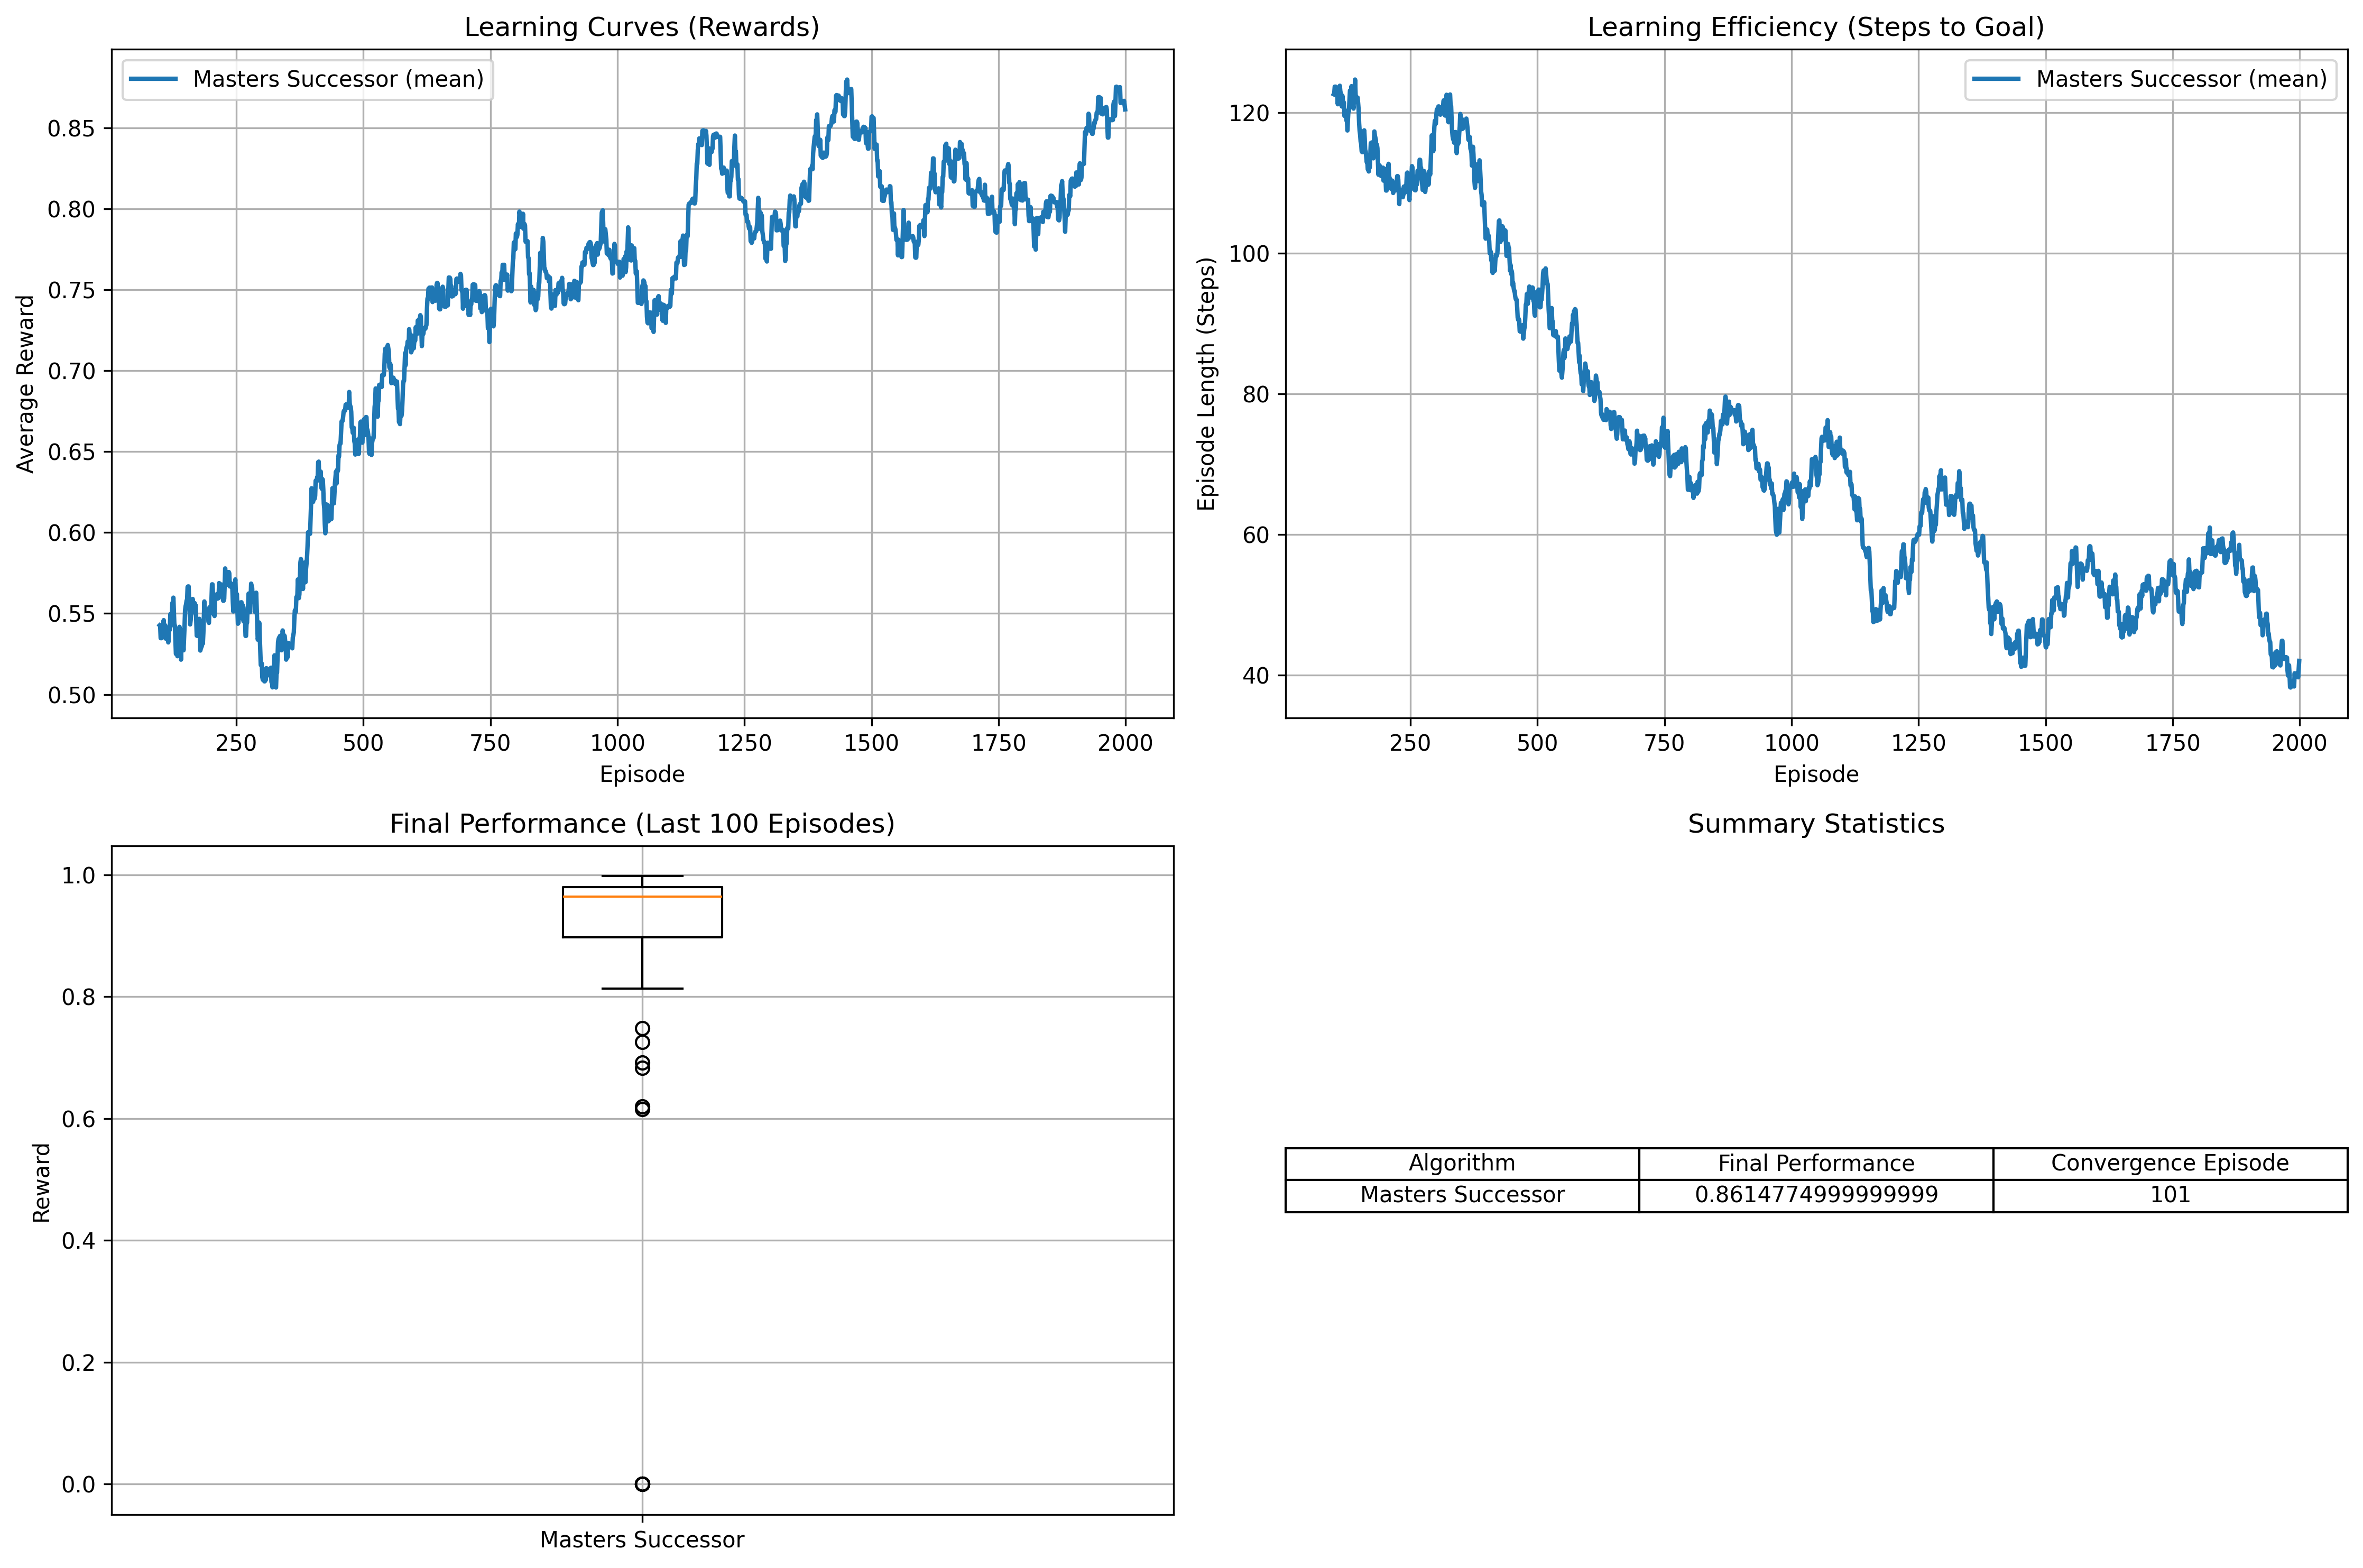 Learning Curves (Rewards)
Masters Successor (mean)
Average Reward
0.85
0.80
0.75
0.70
0.65
0.60
0.55
0.50
250 500 750 1000 1250 1500 1750 2000
Episode
Learning Efficiency (Steps to Goal)
Masters Successor (mean)
Episode Length (Steps)
120
100
80
60
40
250 500 750 1000 1250 1500 1750 2000
Episode
Final Performance (Last 100 Episodes)
Reward
1.0
0.8
0.6
0.4
0.2
0.0
Masters Successor
Summary Statistics
Algorithm Final Performance Convergence Episode
Masters Successor 0.8614774999999999 101